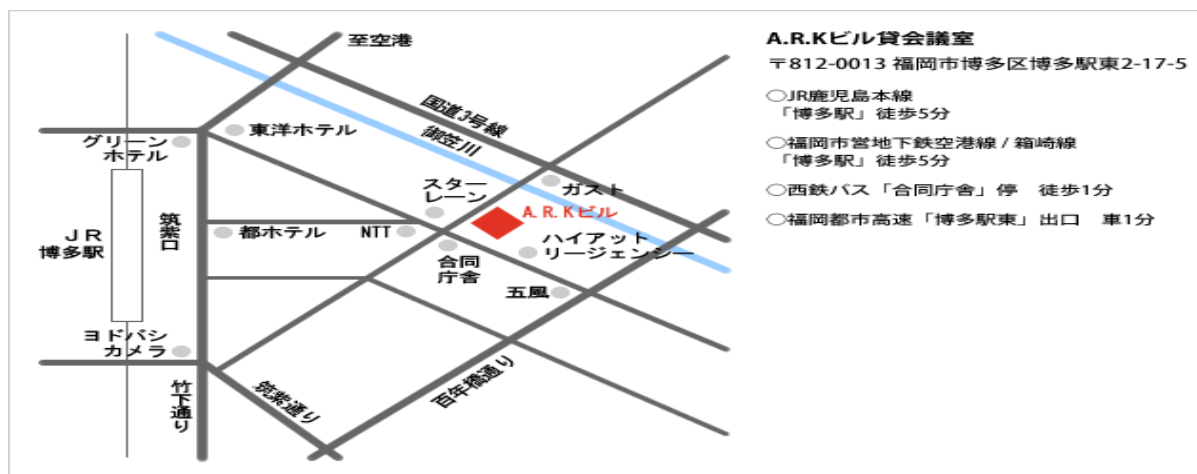 至空港
国道3号線
御笠川
東洋ホテル
グリーン
ホテル
スター
レーン
ガスト
A.R.Kビル
筑紫口
都ホテル
NTT
JR
博多駅
ハイアット
リージェンシー
合同
庁舎
五風
ヨドバシ
カメラ
竹下通り
筑紫通り
百年橋通り
A.R.Kビル貸会議室
〒812-0013 福岡市博多区博多駅東2-17-5
○JR鹿児島本線
「博多駅」徒歩5分
○福岡市営地下鉄空港線 / 箱崎線
「博多駅」徒歩5分
○西鉄バス「合同庁舎」停　徒歩1分
○福岡都市高速「博多駅東」出口　車1分